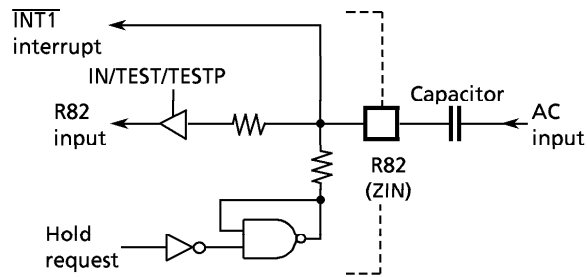 INT1
interrupt
IN/TEST/TESTP
R82
input
Capacitor
AC
input
R82
(ZIN)
Hold
request